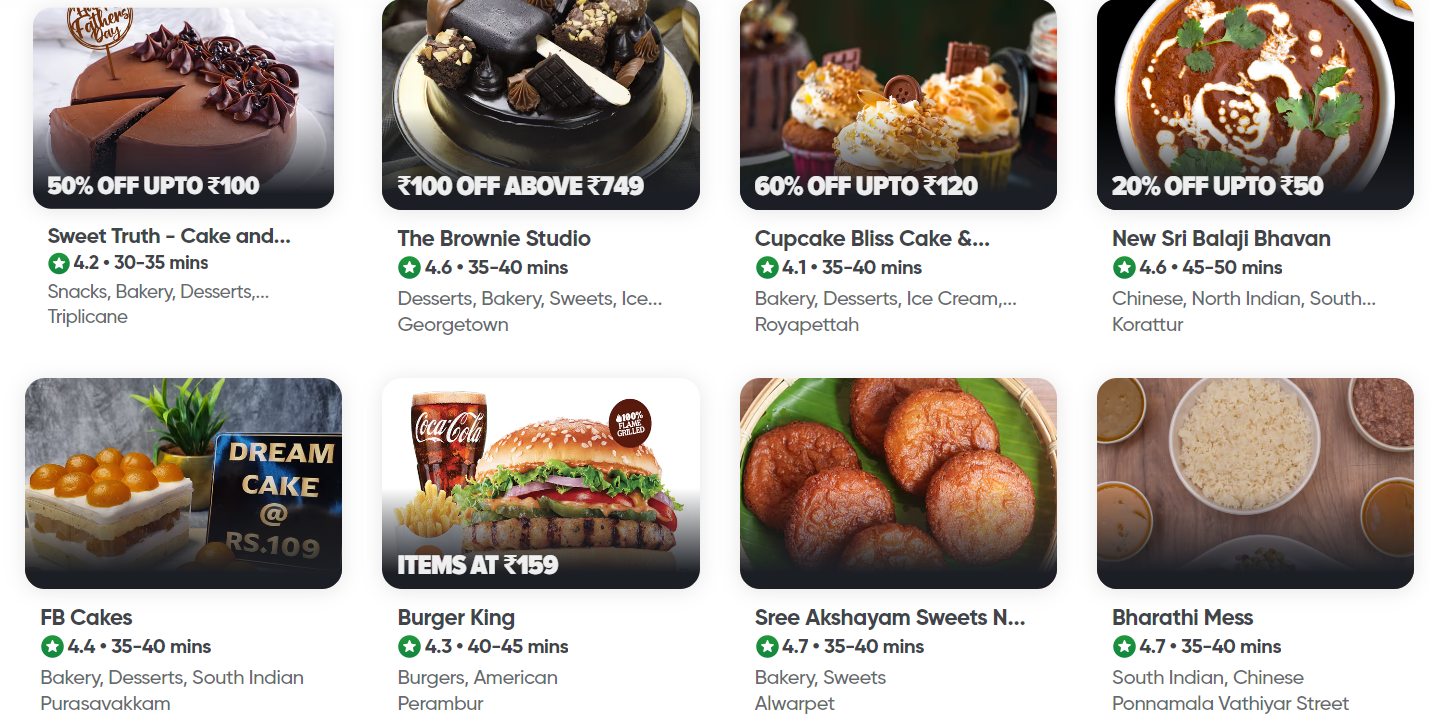 Fathers
Day
50% OFF UPTO ₹100
Sweet Truth - Cake and...
4.2 • 30-35 mins
Snacks, Bakery, Desserts,...
Triplicane
₹100 OFF ABOVE ₹749
The Brownie Studio
4.6 • 35-40 mins
Desserts, Bakery, Sweets, Ice...
Georgetown
60% OFF UPTO ₹120
Cupcake Bliss Cake &...
4.1 • 35-40 mins
Bakery, Desserts, Ice Cream,...
Royapettah
20% OFF UPTO ₹50
New Sri Balaji Bhavan
4.6 • 45-50 mins
Chinese, North Indian, South...
Korattur
DREAM
CAKE
@
RS.109
FB Cakes
4.4 • 35-40 mins
Bakery, Desserts, South Indian
Purasavakkam
Coca-Cola
100%
FLAME
GRILLED
ITEMS AT ₹159
Burger King
4.3 • 40-45 mins
Burgers, American
Perambur
Sree Akshayam Sweets N...
4.7 • 35-40 mins
Bakery, Sweets
Alwarpet
Bharathi Mess
4.7 • 35-40 mins
South Indian, Chinese
Ponnamala Vathiyar Street